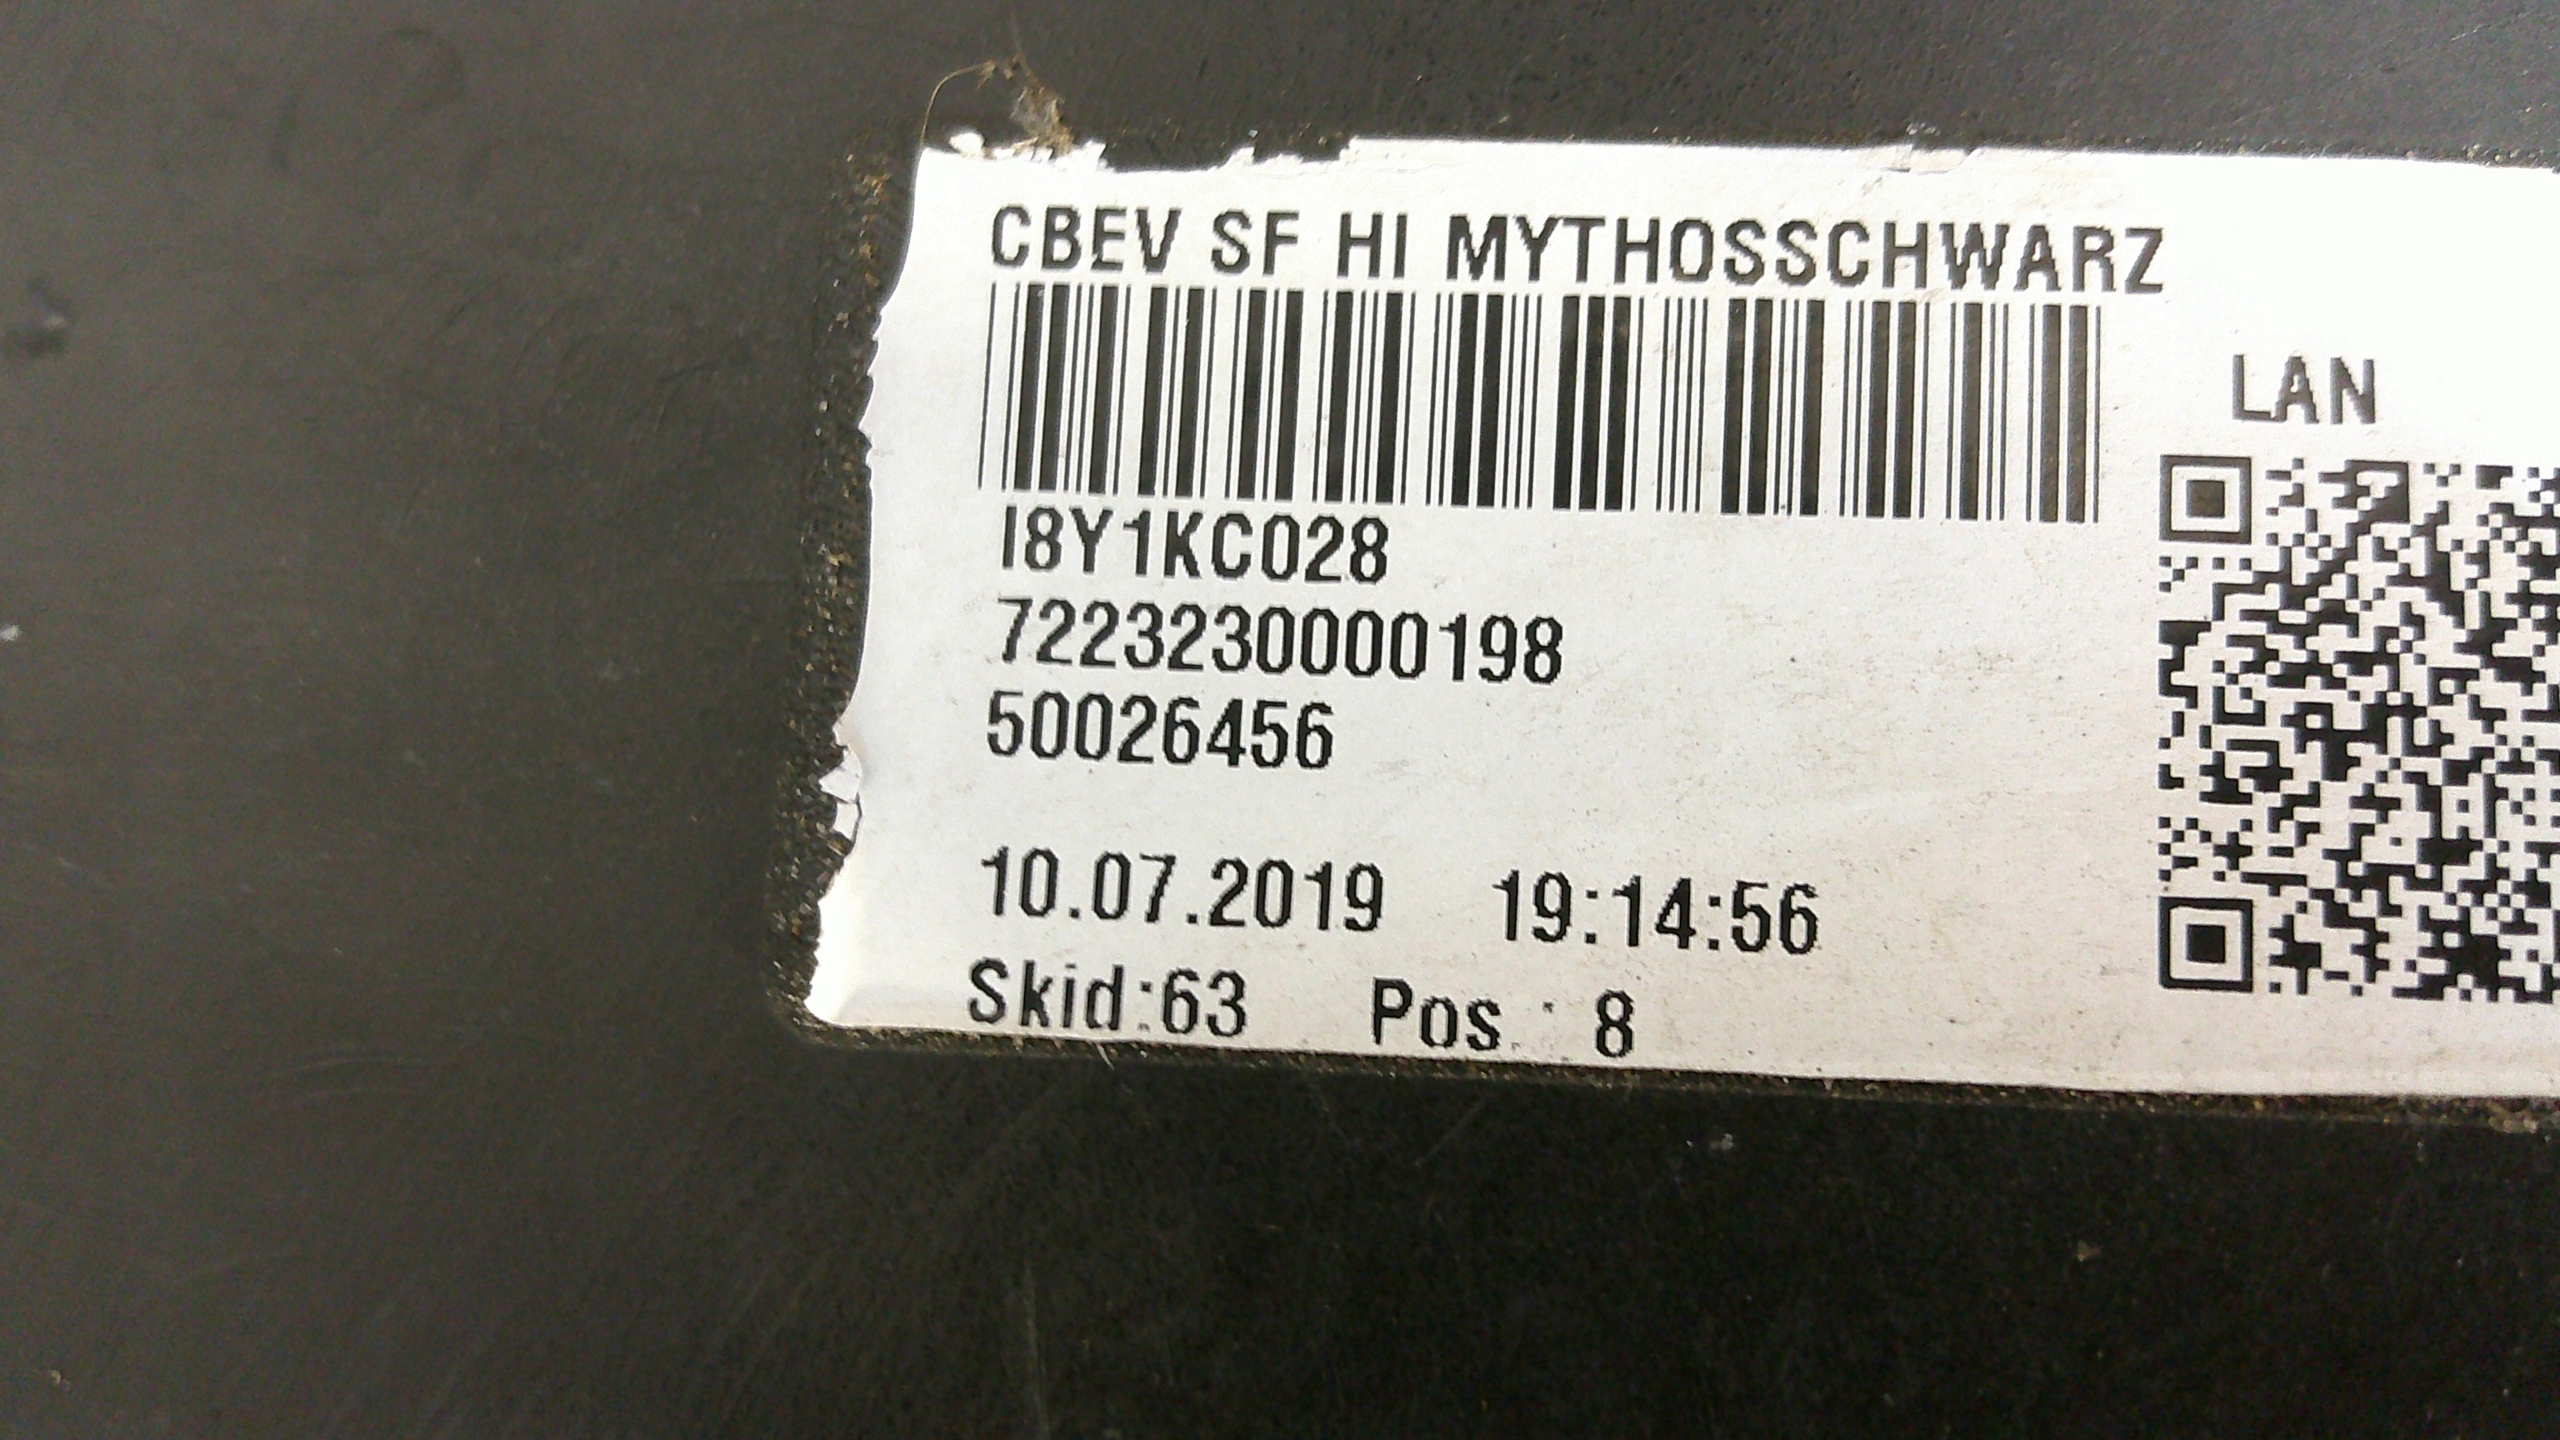 CBEV SF HI MYTHOSSCHWARZ
LAN
I8Y1KC028
7223230000198
50026456
10.07.2019 19:14:56
Skid:63 Pos : 8